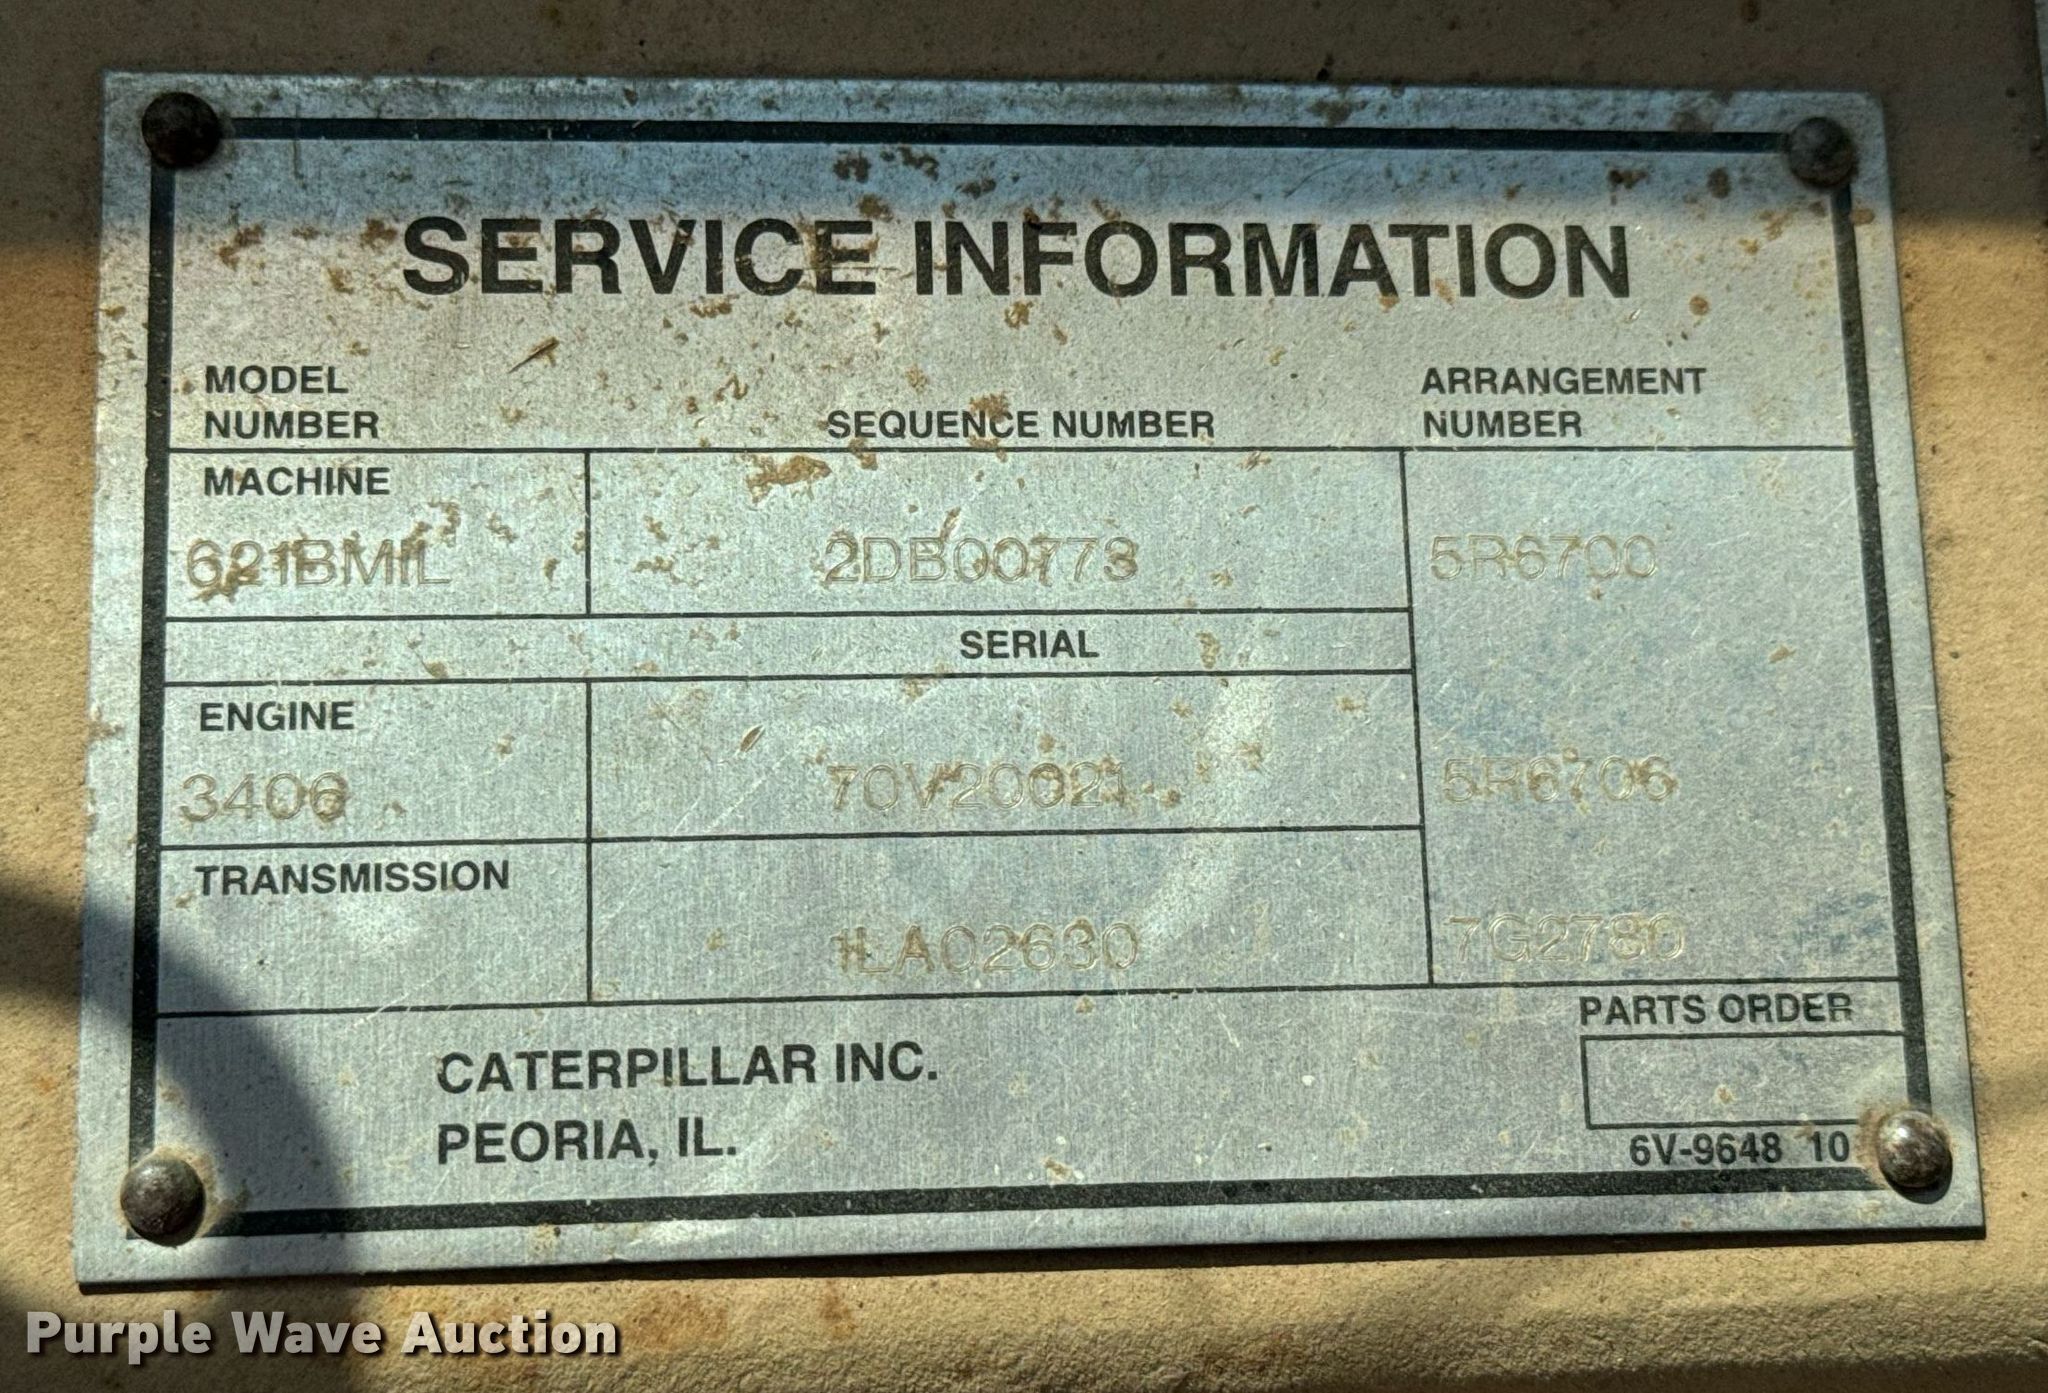 SERVICE INFORMATION
MODEL NUMBER
SEQUENCE NUMBER
ARRANGEMENT NUMBER
MACHINE
621BMIL
2DB00773
5R6700
SERIAL
ENGINE
3406
70V20021
5R6706
TRANSMISSION
1LA02630
7G2780
PARTS ORDER
CATERPILLAR INC.
PEORIA, IL.
6V-9648 10
Purple Wave Auction